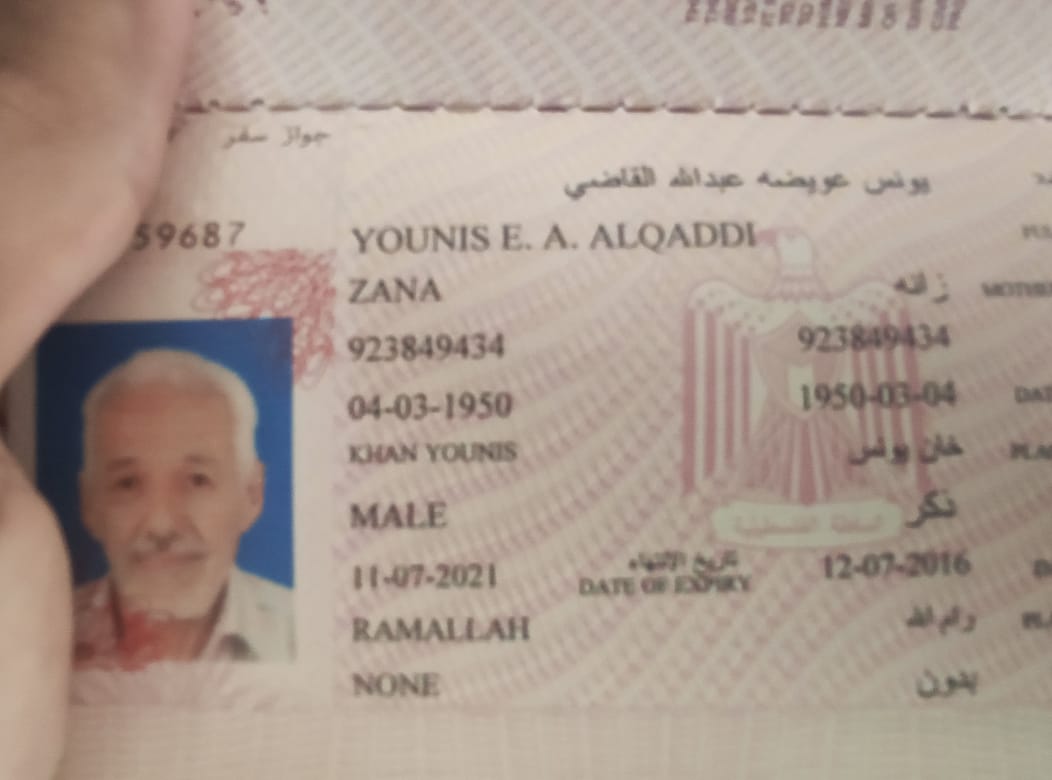 جواز سفر
يونس عويضه عبدالله القاضي
59687
YOUNIS E. A. ALQADDI
ZANA زانه
923849434 923849434
04-03-1950 1950-03-04
KHAN YOUNIS خان يونس
MALE ذكر
تاريخ الانتهاء
11-07-2021 DATE OF EXPIRY 12-07-2016
RAMALLAH رام الله
NONE بدون